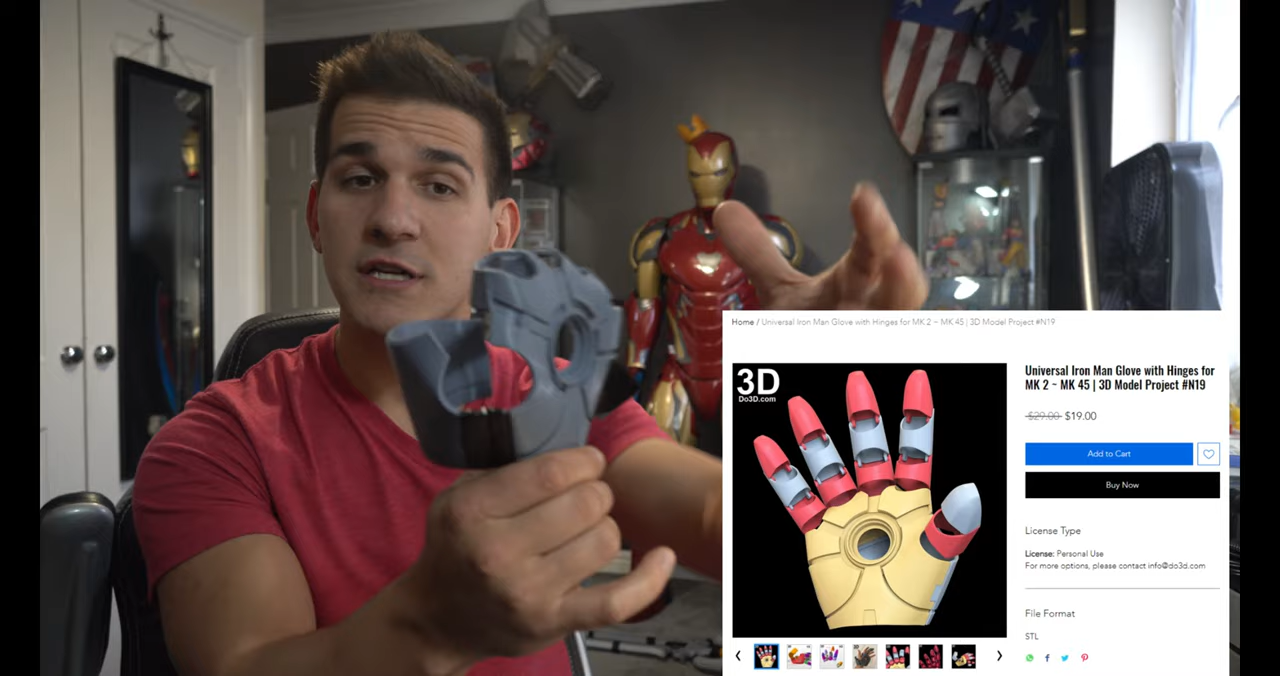 Home / Universal Iron Man Glove with Hinges for MK 2 ~ MK 45 | 3D Model Project #N19
3D
Do3D.com
Universal Iron Man Glove with Hinges for
MK 2 ~ MK 45 | 3D Model Project #N19
$29.00 $19.00
Add to Cart
Buy Now
License Type
License: Personal Use
For more options, please contact info@do3d.com
File Format
STL